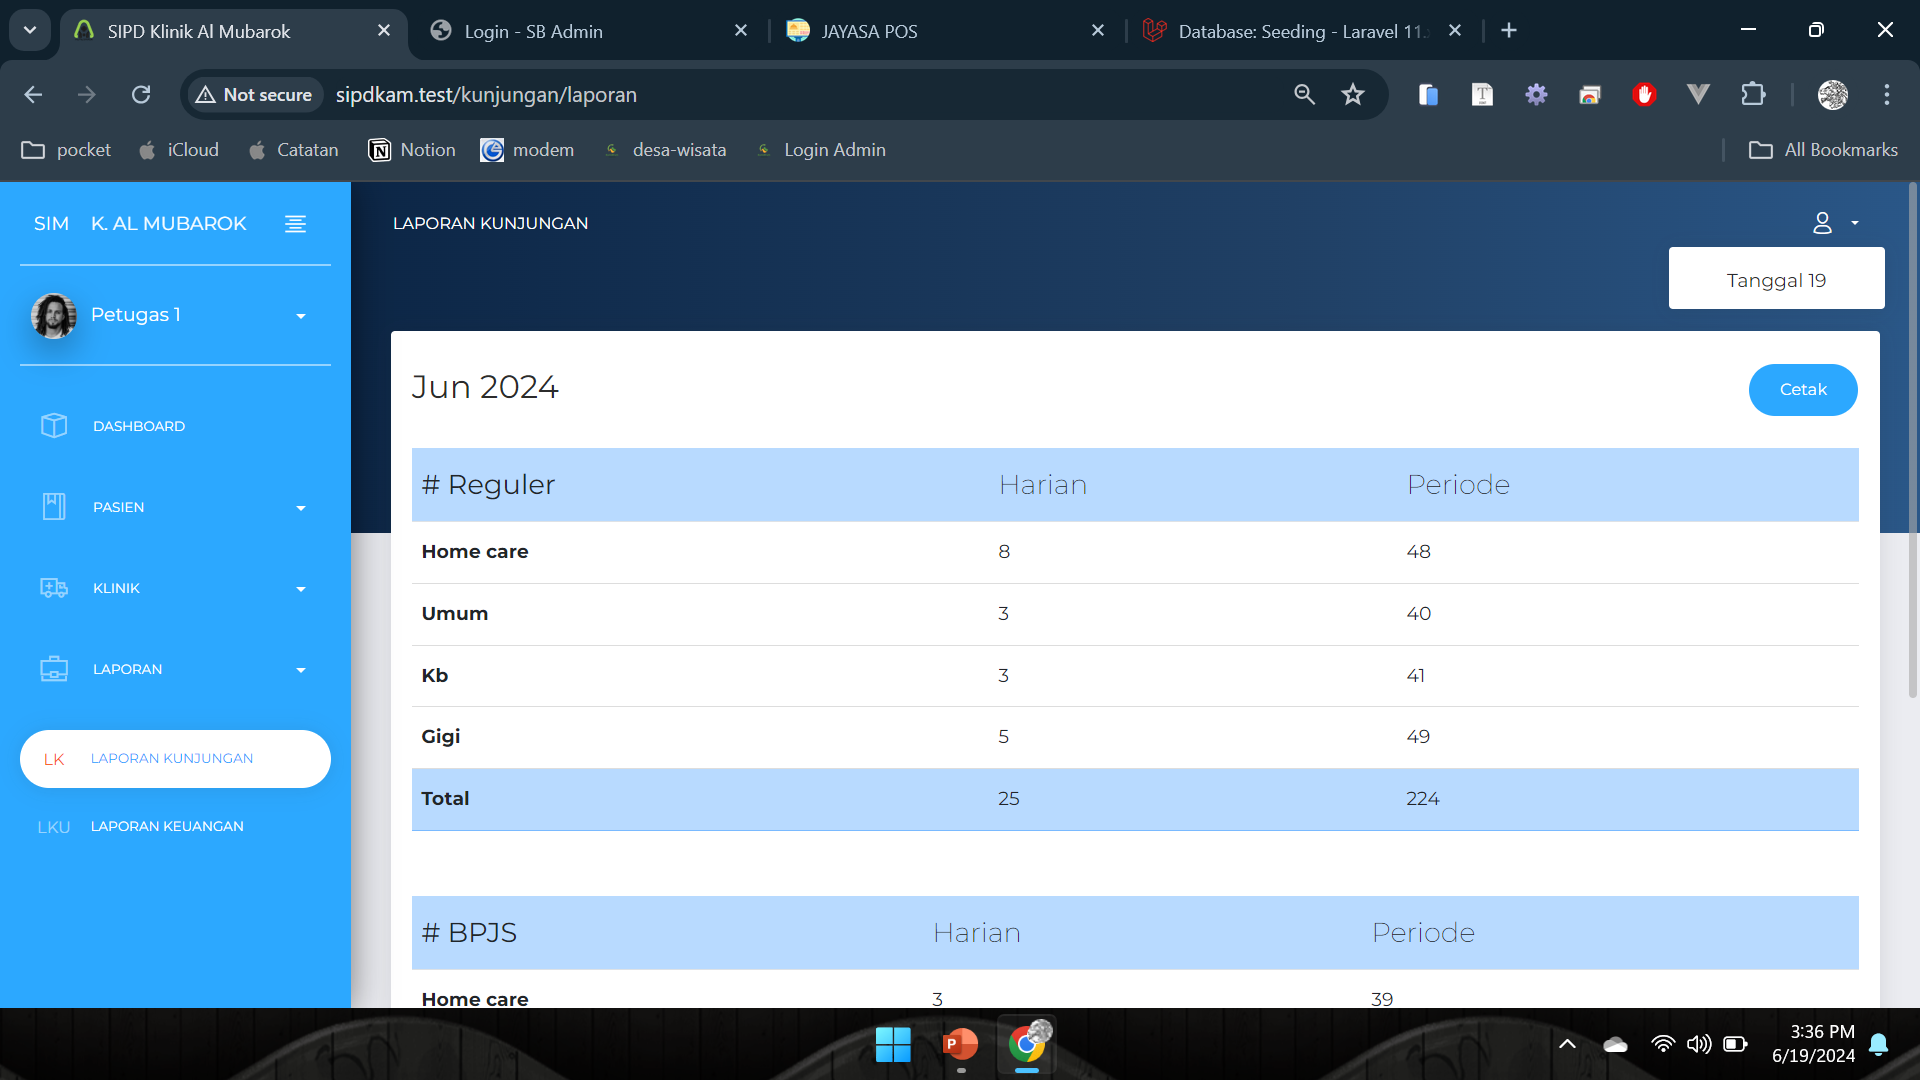 SIPD Klinik Al Mubarok
Login - SB Admin
JAYASA POS
Database: Seeding - Laravel 11.
Not secure
sipdkam.test/kunjungan/laporan
pocket
iCloud
Catatan
Notion
modem
desa-wisata
Login Admin
All Bookmarks
SIM K. AL MUBAROK
Petugas 1
DASHBOARD
PASIEN
KLINIK
LAPORAN
LK LAPORAN KUNJUNGAN
LKU LAPORAN KEUANGAN
LAPORAN KUNJUNGAN
Tanggal 19
Jun 2024
Cetak
# Reguler Harian Periode
Home care 8 48
Umum 3 40
Kb 3 41
Gigi 5 49
Total 25 224
# BPJS Harian Periode
Home care 3 39
3:36 PM
6/19/2024